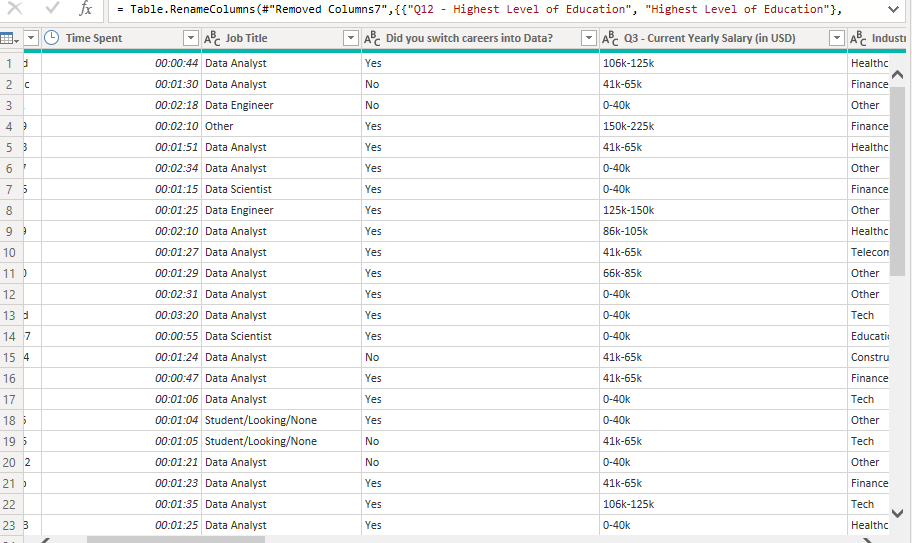 = Table.RenameColumns(#"Removed Columns7",{{"Q12 - Highest Level of Education", "Highest Level of Education"},
Time Spent Job Title Did you switch careers into Data? Q3 - Current Yearly Salary (in USD) Industr
1 d 00:00:44 Data Analyst Yes 106k-125k Healthc
2 c 00:01:30 Data Analyst No 41k-65k Finance
3 00:02:18 Data Engineer No 0-40k Other
4 9 00:02:10 Other Yes 150k-225k Finance
5 3 00:01:51 Data Analyst Yes 41k-65k Healthc
6 7 00:02:34 Data Analyst Yes 0-40k Other
7 5 00:01:15 Data Scientist Yes 0-40k Finance
8 00:01:25 Data Engineer Yes 125k-150k Other
9 9 00:02:10 Data Analyst Yes 86k-105k Healthc
10 00:01:27 Data Analyst Yes 41k-65k Telecom
11 0 00:01:29 Data Analyst Yes 66k-85k Other
12 00:02:31 Data Analyst Yes 0-40k Other
13 d 00:03:20 Data Analyst Yes 0-40k Tech
14 7 00:00:55 Data Scientist Yes 0-40k Educati
15 4 00:01:24 Data Analyst No 41k-65k Constru
16 00:00:47 Data Analyst Yes 41k-65k Finance
17 00:01:06 Data Analyst Yes 0-40k Tech
18 00:01:04 Student/Looking/None Yes 0-40k Other
19 00:01:05 Student/Looking/None No 41k-65k Tech
20 2 00:01:21 Data Analyst No 0-40k Other
21 00:01:23 Data Analyst Yes 41k-65k Finance
22 00:01:35 Data Analyst Yes 106k-125k Tech
23 3 00:01:25 Data Analyst Yes 0-40k Healthc